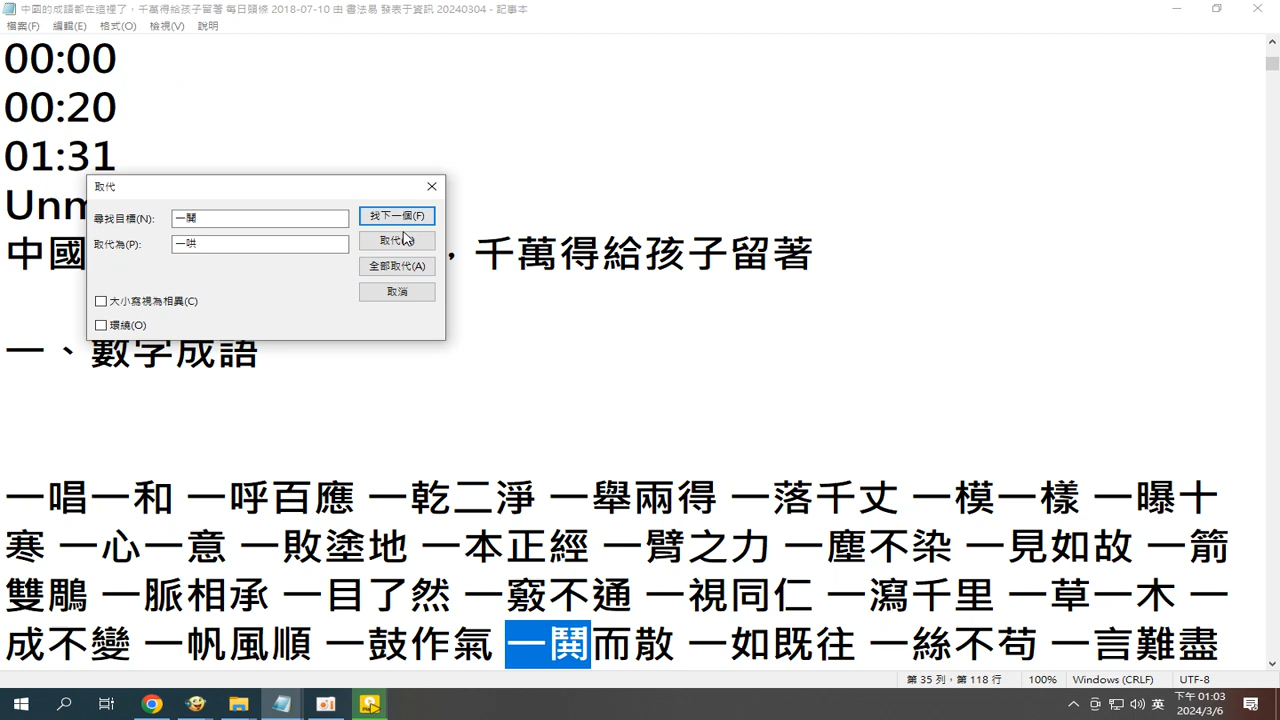 中國的成語都在這裡了，千萬得給孩子留著 每日頭條 2018-07-10 由 書法易 發表于資訊 20240304 - 記事本
檔案(F) 編輯(E) 格式(O) 檢視(V) 說明
00:00
00:20
01:31
取代
尋找目標(N): 一鬨 找下一個(F)
取代為(P): 一哄 取代
全部取代(A)
取消
大小寫視為相異(C)
環繞(O)
中國
，千萬得給孩子留著
一、數字成語
一唱一和 一呼百應 一乾二淨 一舉兩得 一落千丈 一模一樣 一曝十
寒 一心一意 一敗塗地 一本正經 一臂之力 一塵不染 一見如故 一箭
雙鵰 一脈相承 一目了然 一竅不通 一視同仁 一瀉千里 一草一木 一
成不變 一帆風順 一鼓作氣 一鬨而散 一如既往 一絲不苟 一言難盡
第 35 列，第 118 行 100% Windows (CRLF) UTF-8
英
下午 01:03
2024/3/6